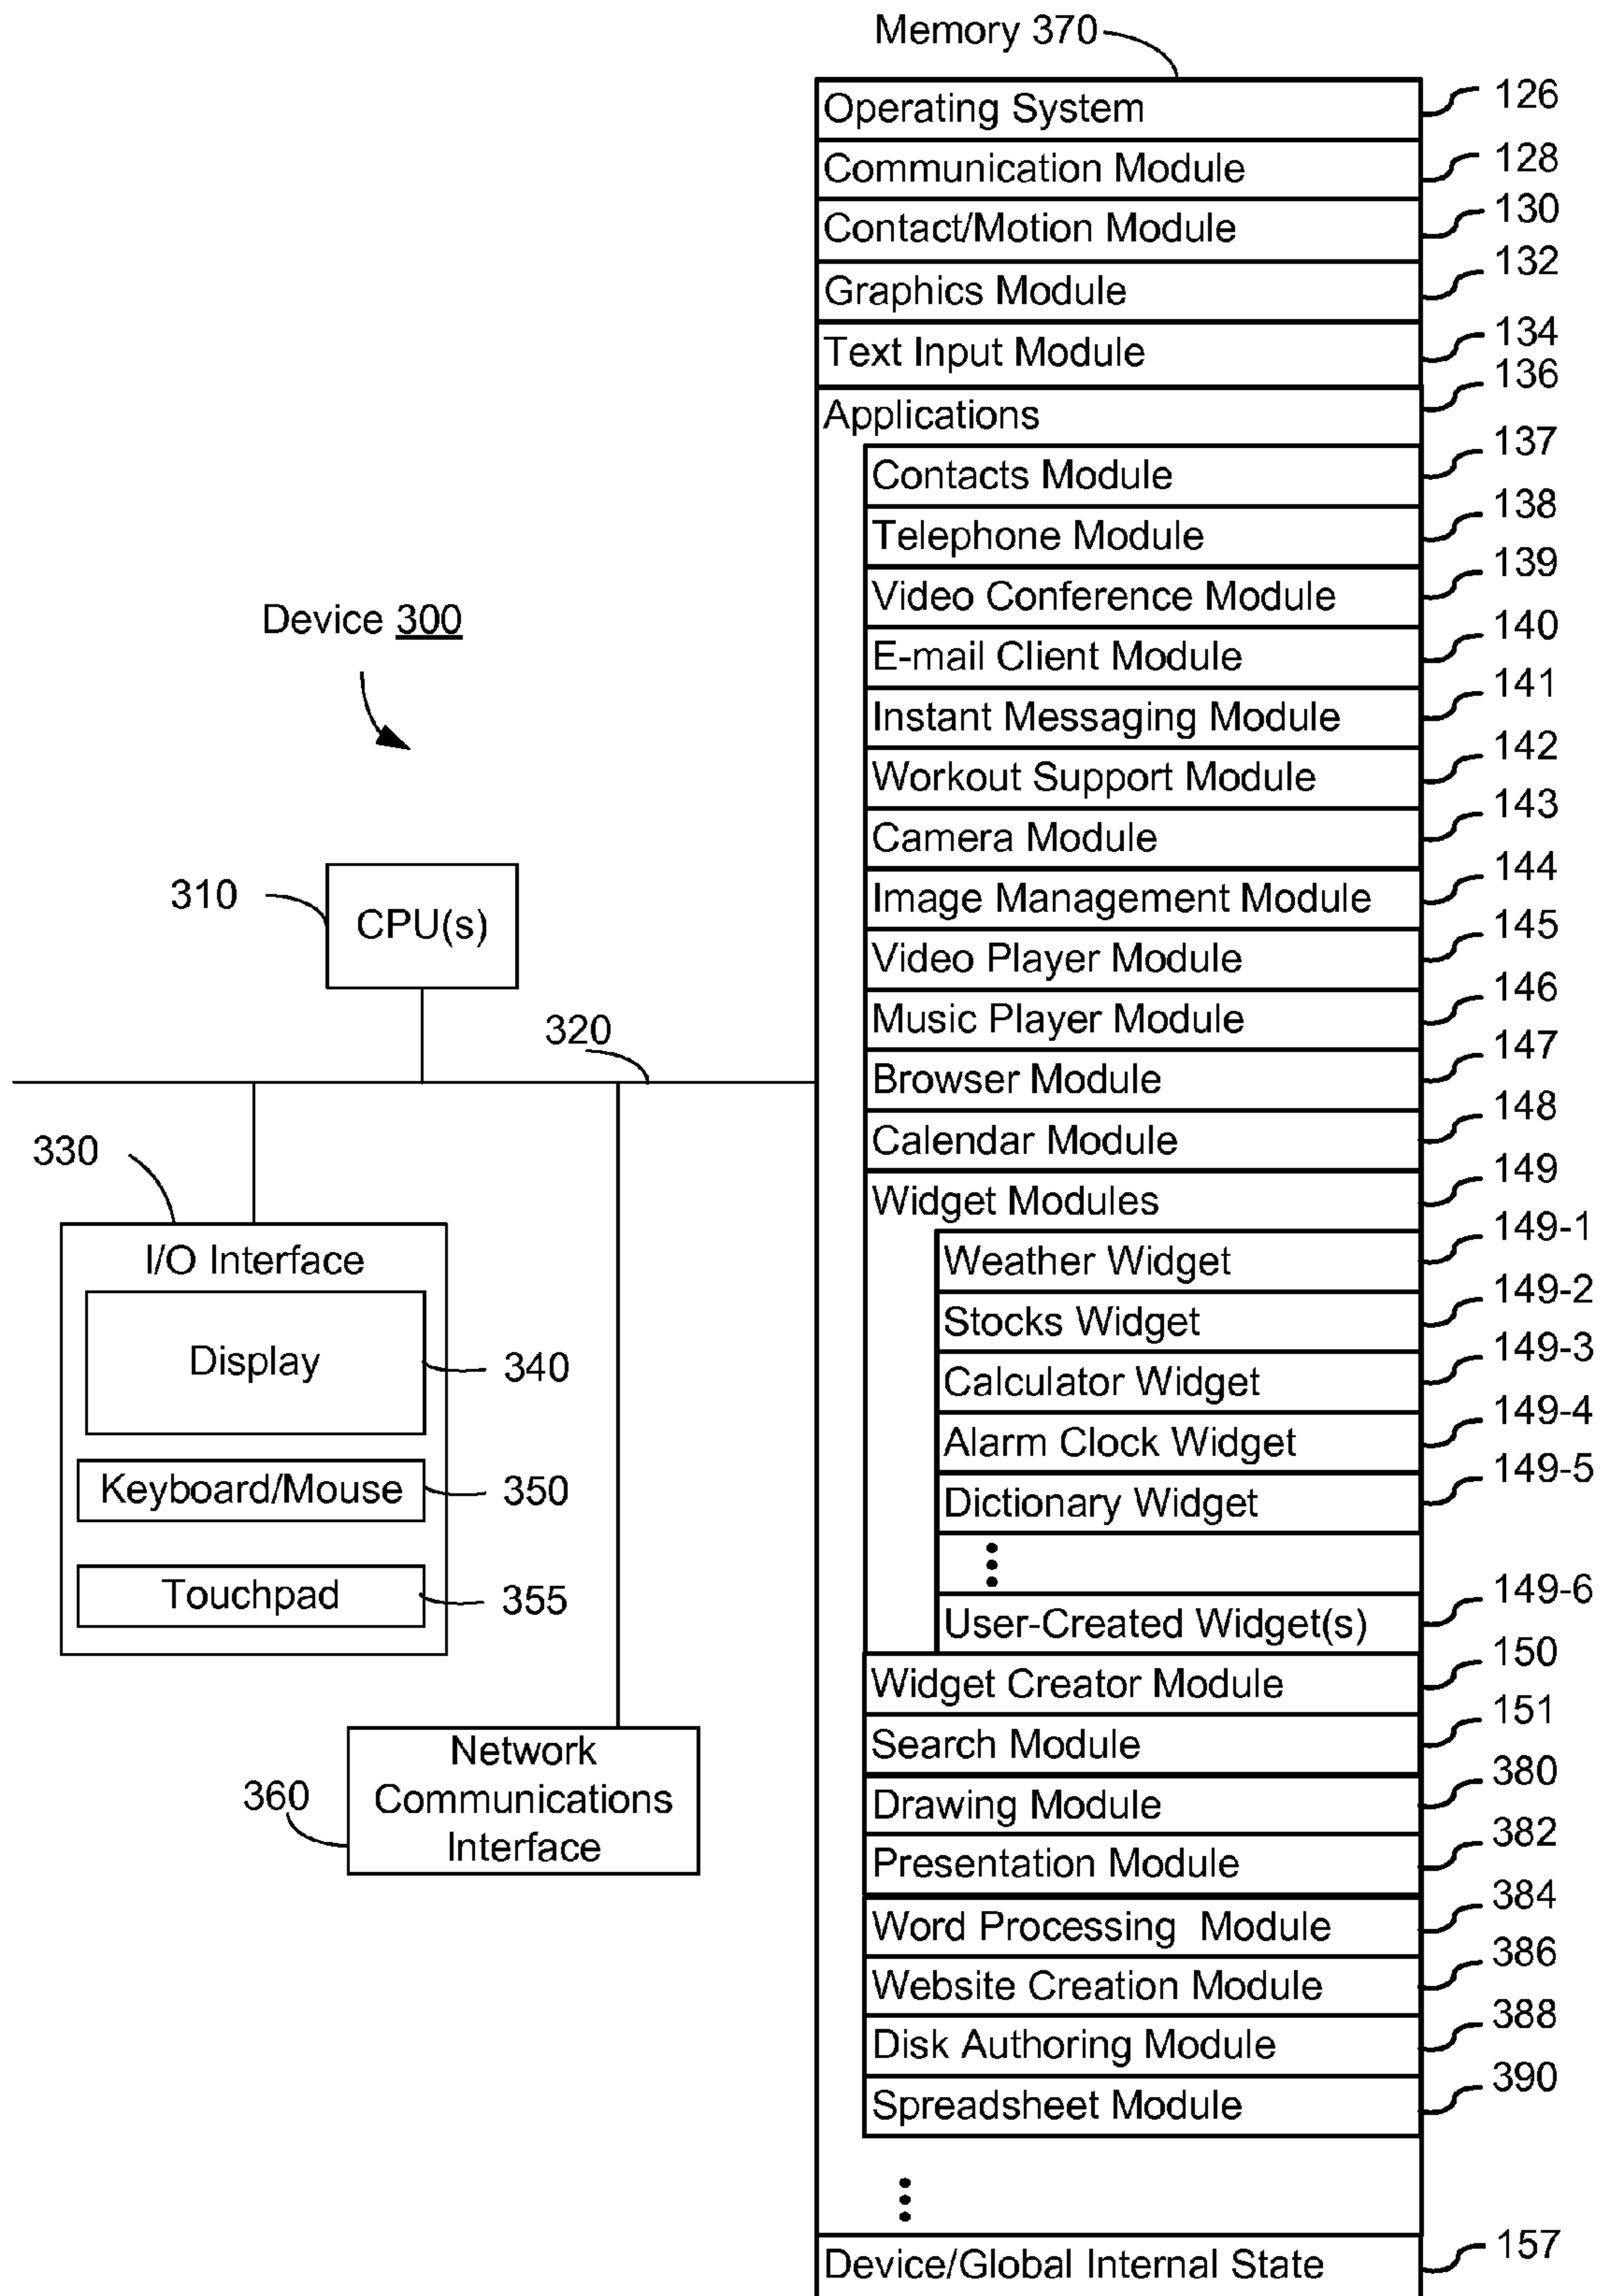 Memory 370
Operating System 126
Communication Module 128
Contact/Motion Module 130
Graphics Module 132
Text Input Module 134
Applications 136
Contacts Module 137
Telephone Module 138
Video Conference Module 139
E-mail Client Module 140
Instant Messaging Module 141
Workout Support Module 142
Camera Module 143
Image Management Module 144
Video Player Module 145
Music Player Module 146
Browser Module 147
Calendar Module 148
Widget Modules 149
Weather Widget 149-1
Stocks Widget 149-2
Calculator Widget 149-3
Alarm Clock Widget 149-4
Dictionary Widget 149-5
User-Created Widget(s) 149-6
Widget Creator Module 150
Search Module 151
Drawing Module 380
Presentation Module 382
Word Processing Module 384
Website Creation Module 386
Disk Authoring Module 388
Spreadsheet Module 390
Device/Global Internal State 157
Device 300
310
CPU(s)
320
330
I/O Interface
Display 340
Keyboard/Mouse 350
Touchpad 355
360
Network
Communications
Interface